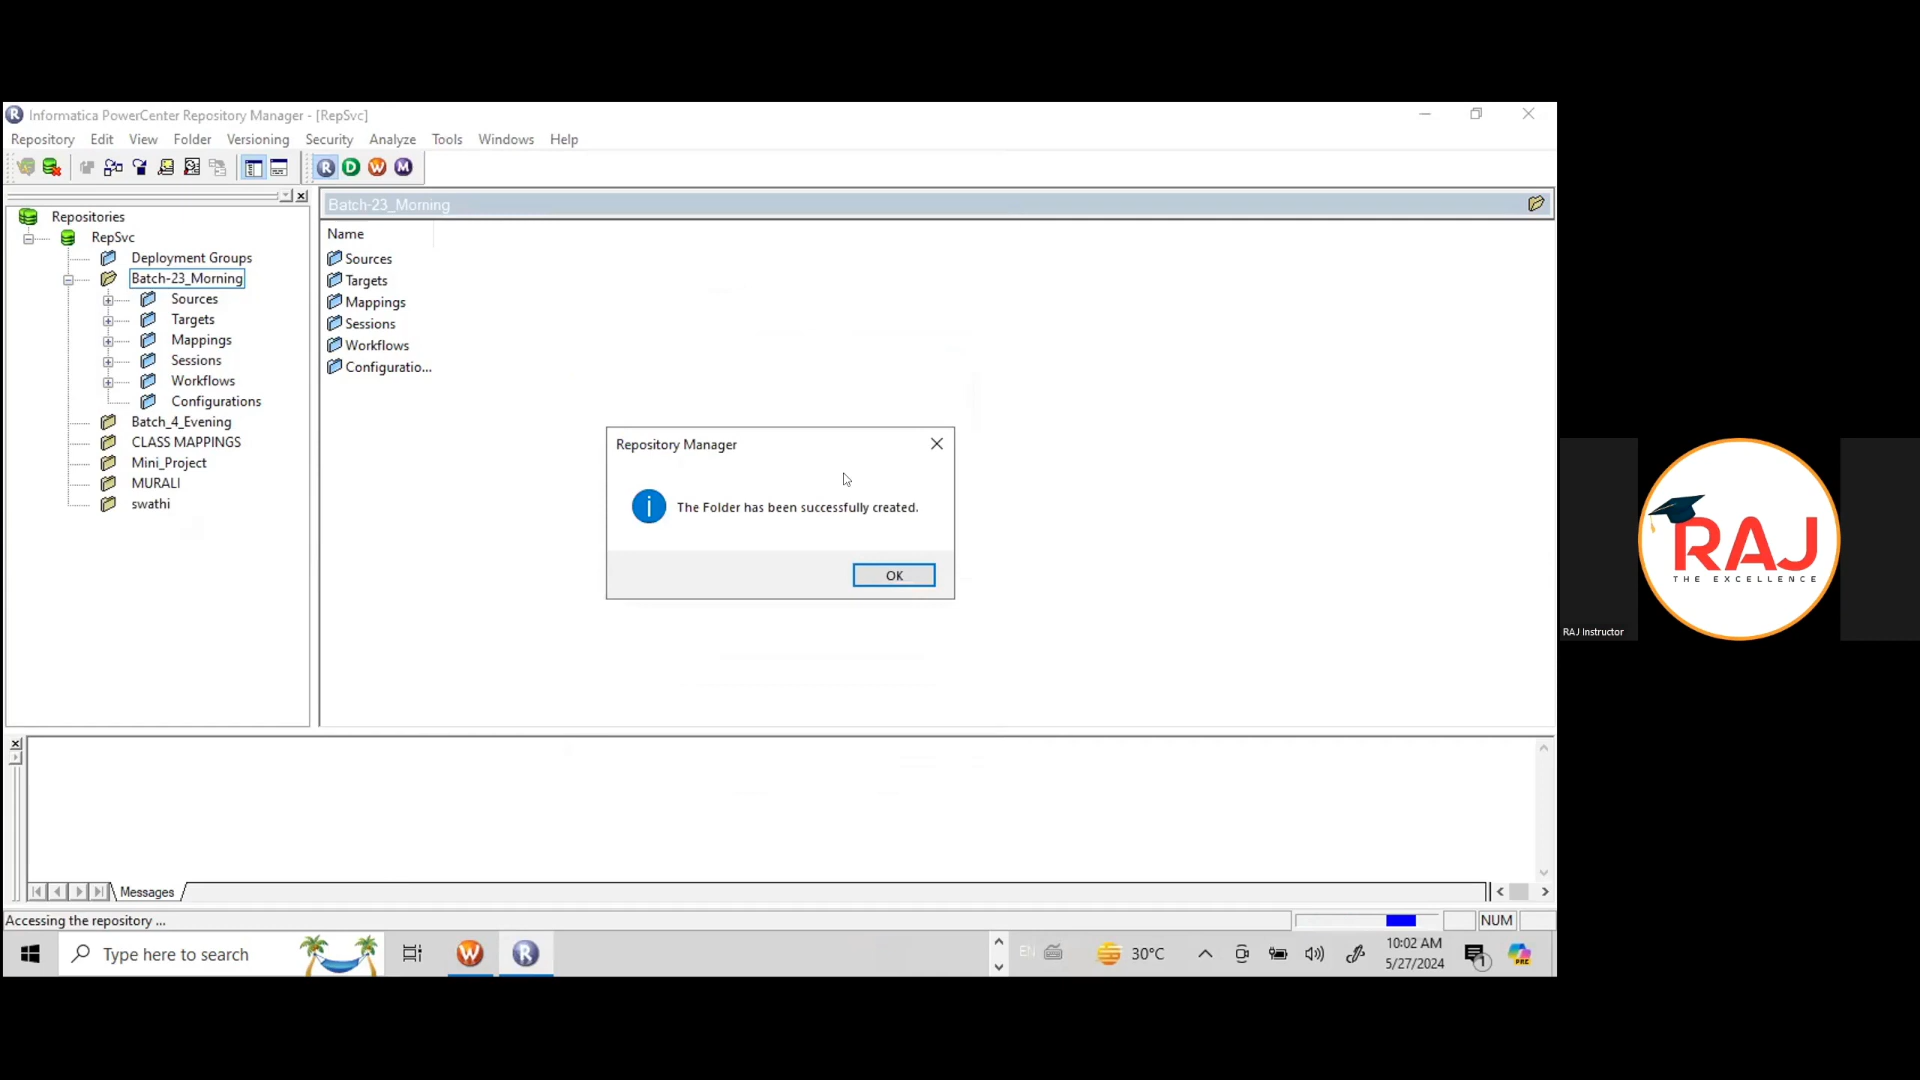 Informatica PowerCenter Repository Manager - [RepSvc]
Repository Edit View Folder Versioning Security Analyze Tools Windows Help
R D W M
Repositories
RepSvc
Deployment Groups
Batch-23_Morning
Sources
Targets
Mappings
Sessions
Workflows
Configurations
Batch_4_Evening
CLASS MAPPINGS
Mini_Project
MURALI
swathi
Batch-23_Morning
Name
Sources
Targets
Mappings
Sessions
Workflows
Configuratio...
Repository Manager
The Folder has been successfully created.
OK
RAJ
THE EXCELLENCE
RAJ Instructor
Messages
Accessing the repository ...
NUM
Type here to search
W
R
EN
30°C
10:02 AM
5/27/2024
1
PRE